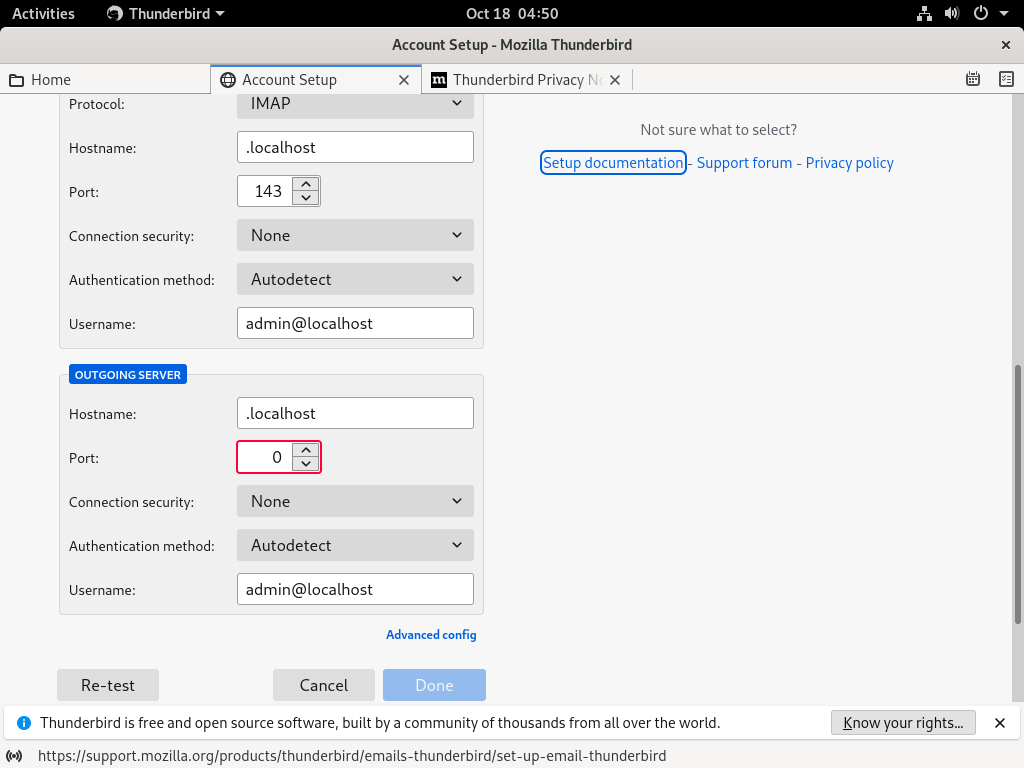 Activities
Thunderbird
Oct 18 04:50
Account Setup - Mozilla Thunderbird
Home
Account Setup
m Thunderbird Privacy No
Protocol: IMAP
Hostname: .localhost
Port: 143
Connection security: None
Authentication method: Autodetect
Username: admin@localhost
OUTGOING SERVER
Hostname: .localhost
Port: 0
Connection security: None
Authentication method: Autodetect
Username: admin@localhost
Advanced config
Re-test
Cancel
Done
Not sure what to select?
Setup documentation - Support forum - Privacy policy
Thunderbird is free and open source software, built by a community of thousands from all over the world.
Know your rights...
https://support.mozilla.org/products/thunderbird/emails-thunderbird/set-up-email-thunderbird